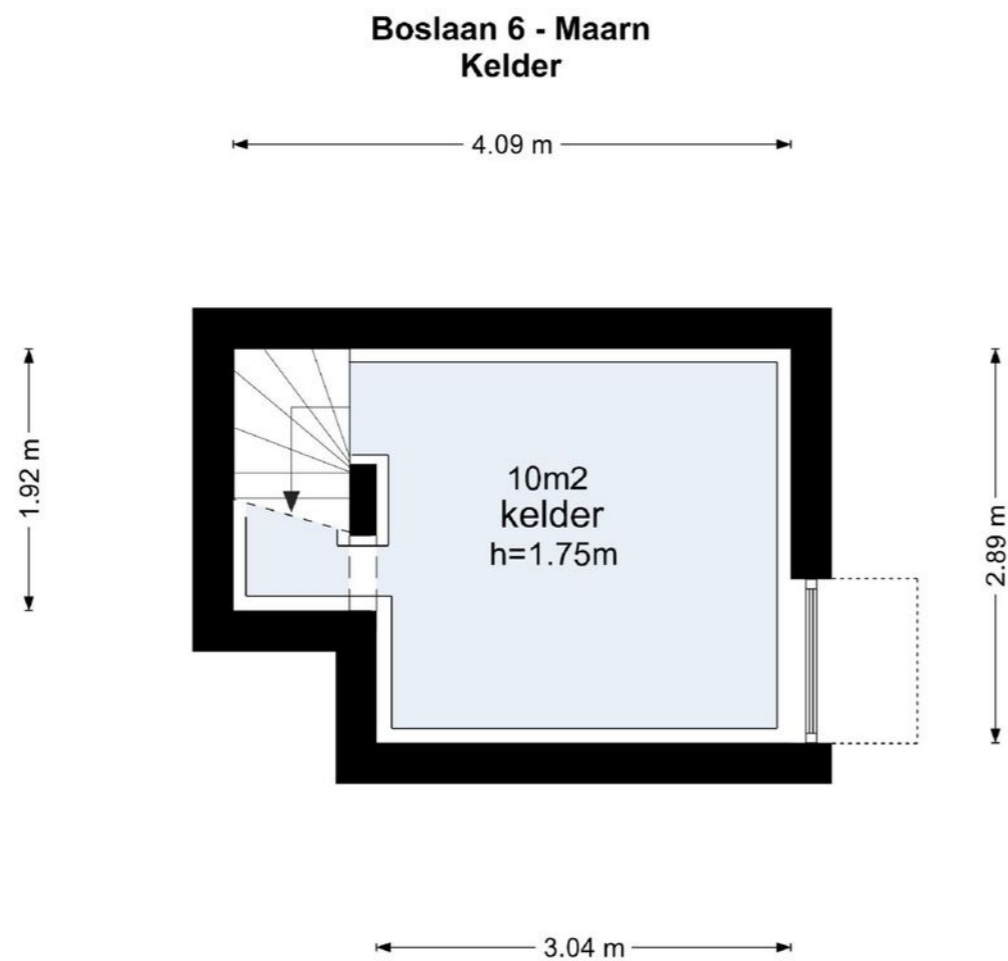 Boslaan 6 - Maarn
Kelder
4.09 m
1.92 m
10m2
kelder
h=1.75m
2.89 m
3.04 m